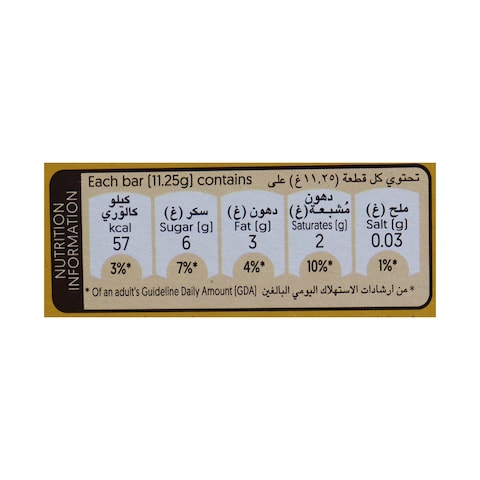 NUTRITION
INFORMATION
Each bar (11.25g) contains تحتوي كل قطعة (١١.٢٥ غ) على
كيلو كالوري
kcal
57
3%*
سكر (غ)
Sugar (g)
6
7%*
دهون (غ)
Fat (g)
3
4%*
دهون مُشبعة (غ)
Saturates (g)
2
10%*
ملح (غ)
Salt (g)
0.03
1%*
* Of an adult's Guideline Daily Amount (GDA) * من ارشادات الاستهلاك اليومي البالغين